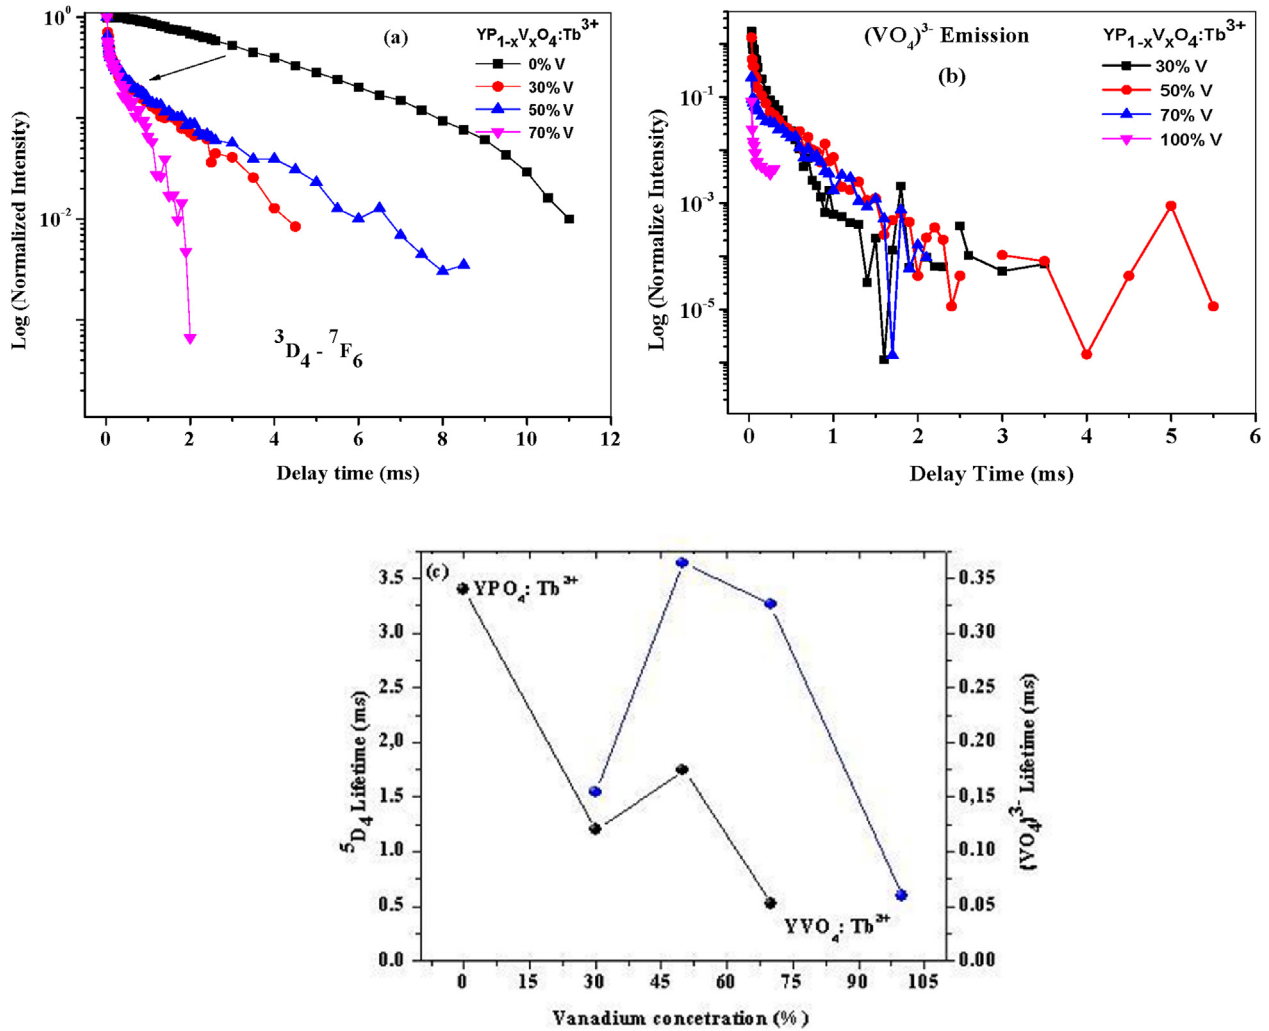 (a)
YP1-xVxO4:Tb3+
0% V
30% V
50% V
70% V
10^0
10^-2
Log (Normalized Intensity)
3D4 - 7F6
0 2 4 6 8 10 12
Delay time (ms)
(VO4)3- Emission
(b)
YP1-xVxO4:Tb3+
30% V
50% V
70% V
100% V
10^-1
10^-3
10^-5
Log (Normalize Intensity)
0 1 2 3 4 5 6
Delay Time (ms)
(c)
YPO4: Tb3+
YVO4: Tb3+
3.5
3.0
2.5
2.0
1.5
1.0
0.5
0.0
5D4 Lifetime (ms)
0.35
0.30
0.25
0.20
0,15
0.10
0.05
0.00
(VO4)3- Lifetime (ms)
0 15 30 45 60 75 90 105
Vanadium concetration (%)